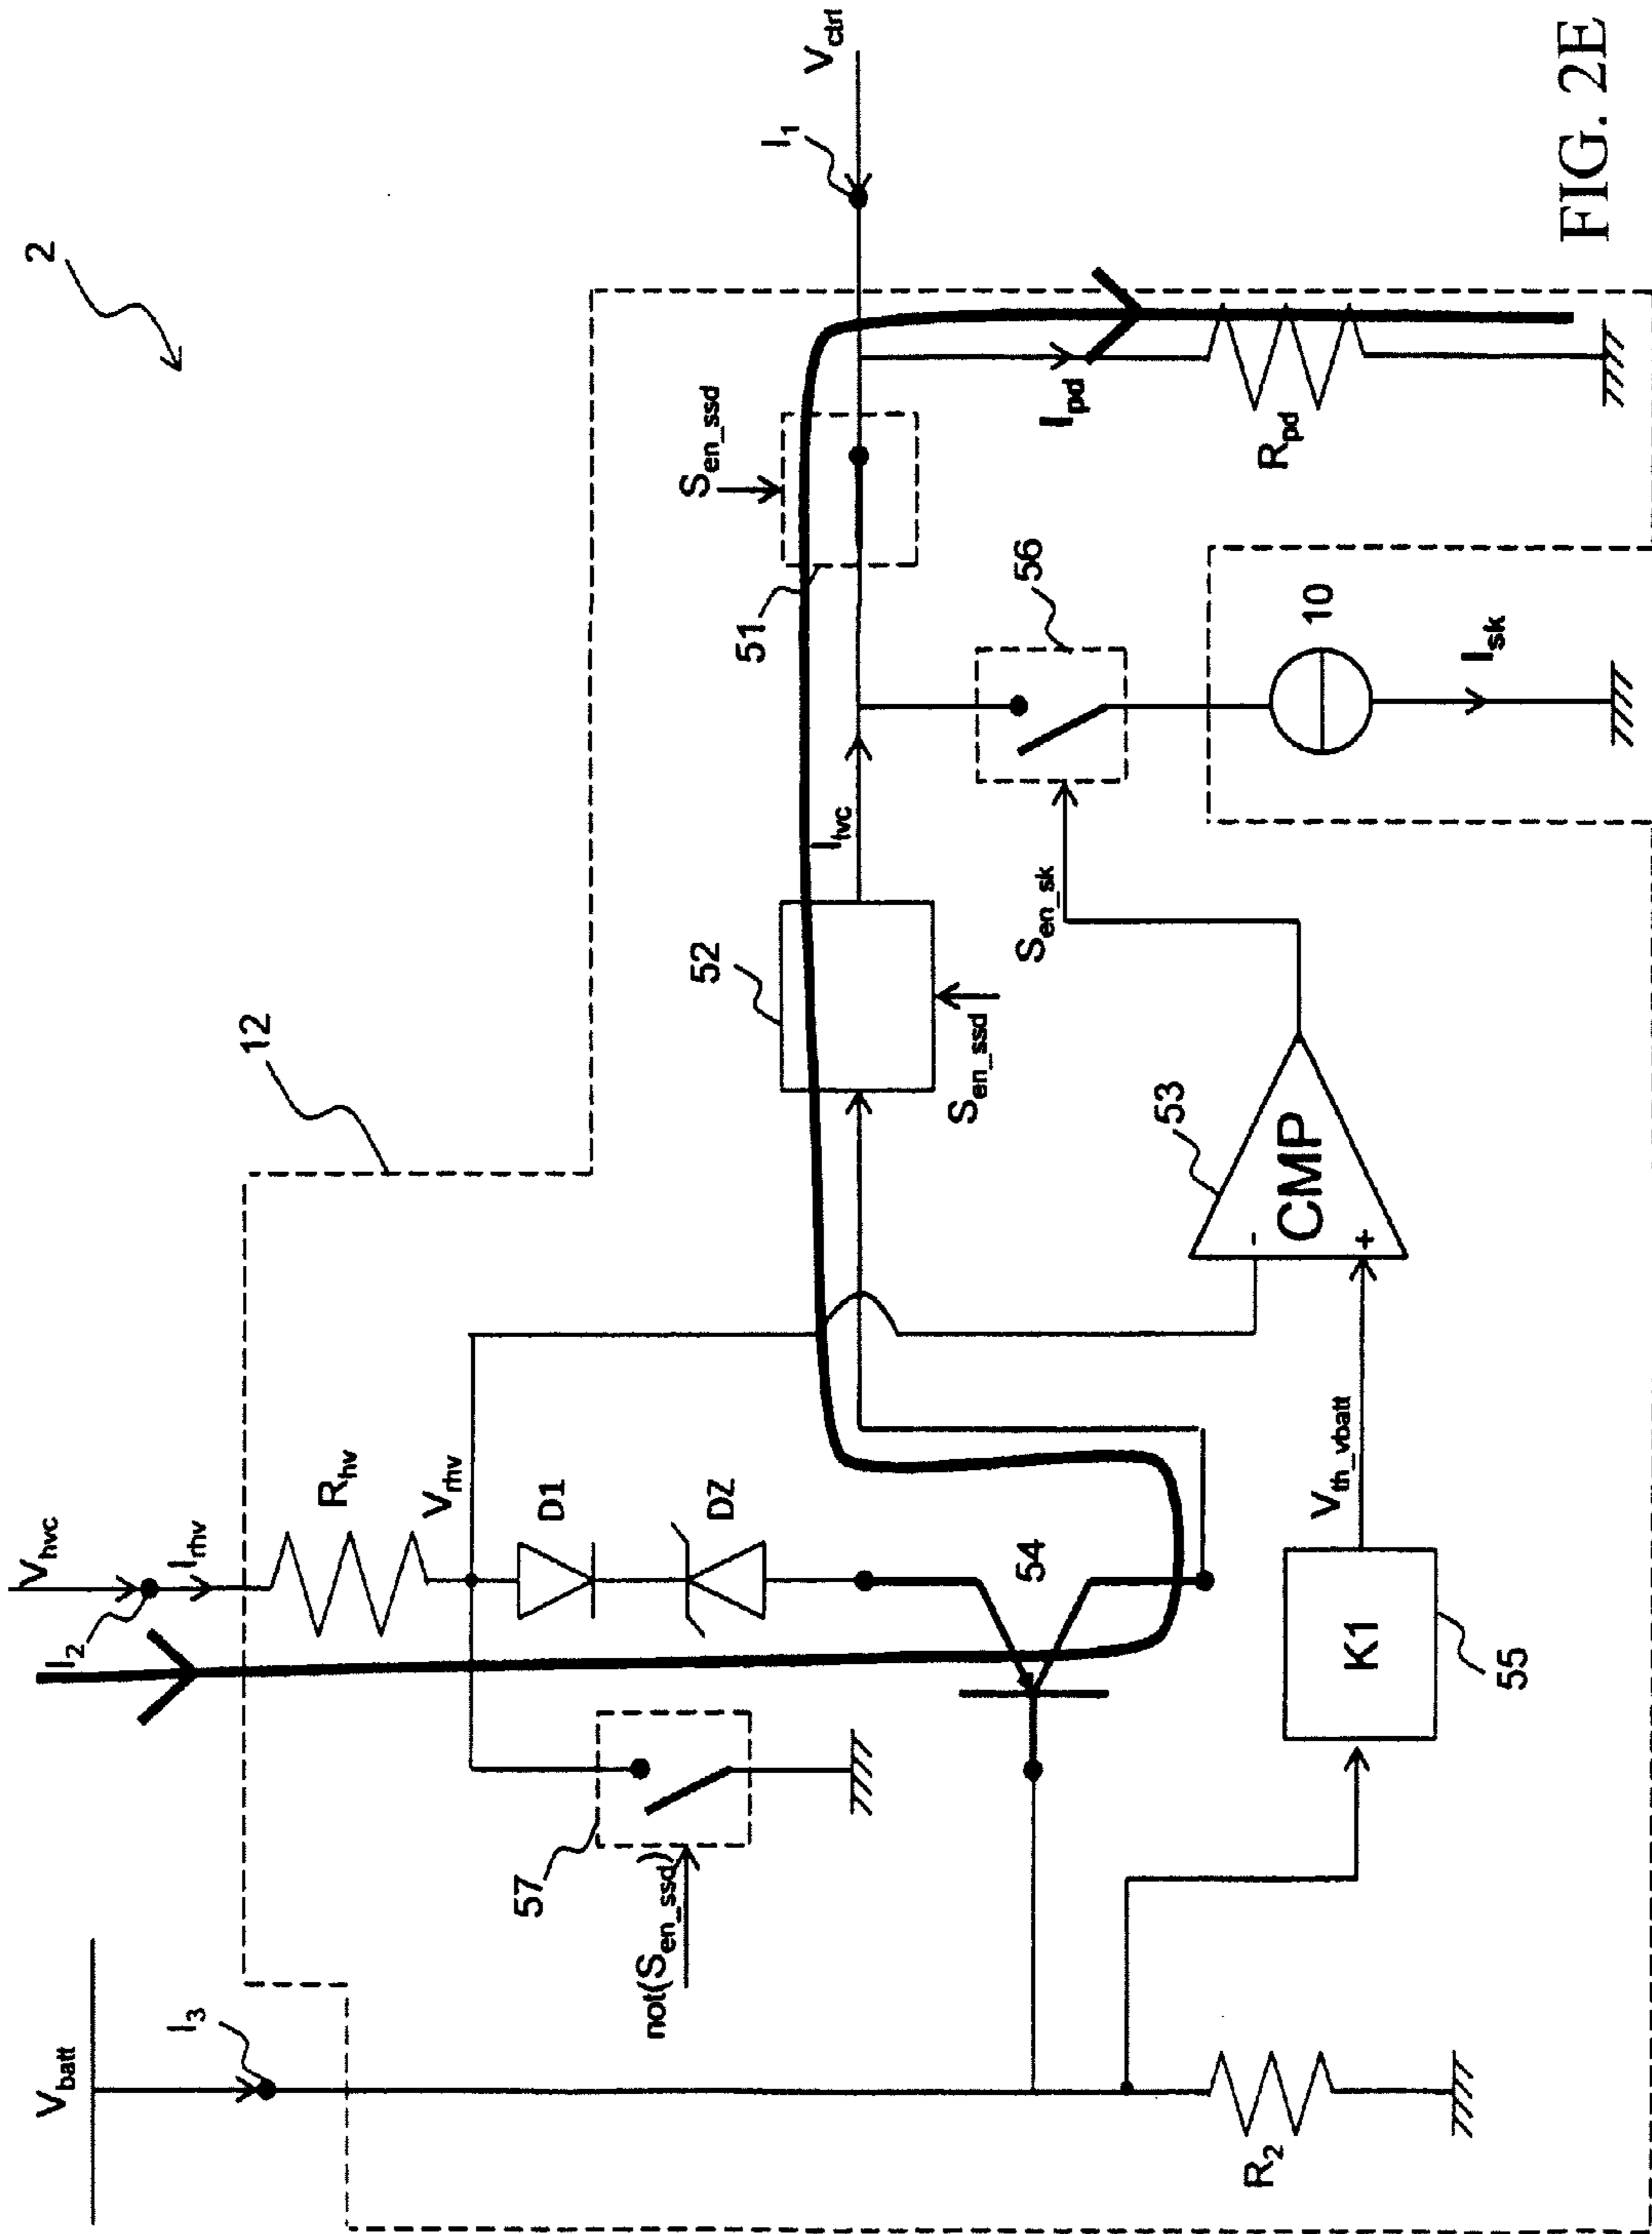 2
12
V_batt
I_3
V_hvc
I_2
I_rhv
R_hv
V_rhv
57
not(S_en_ssd)
D1
DZ
54
52
S_en_ssd
I_tvc
51
S_en_ssd
I_1
V_ctrl
I_pd
R_pd
56
S_en_sk
10
I_sk
53
CMP
-
+
V_th_vbatt
K1
55
R_2
FIG. 2E